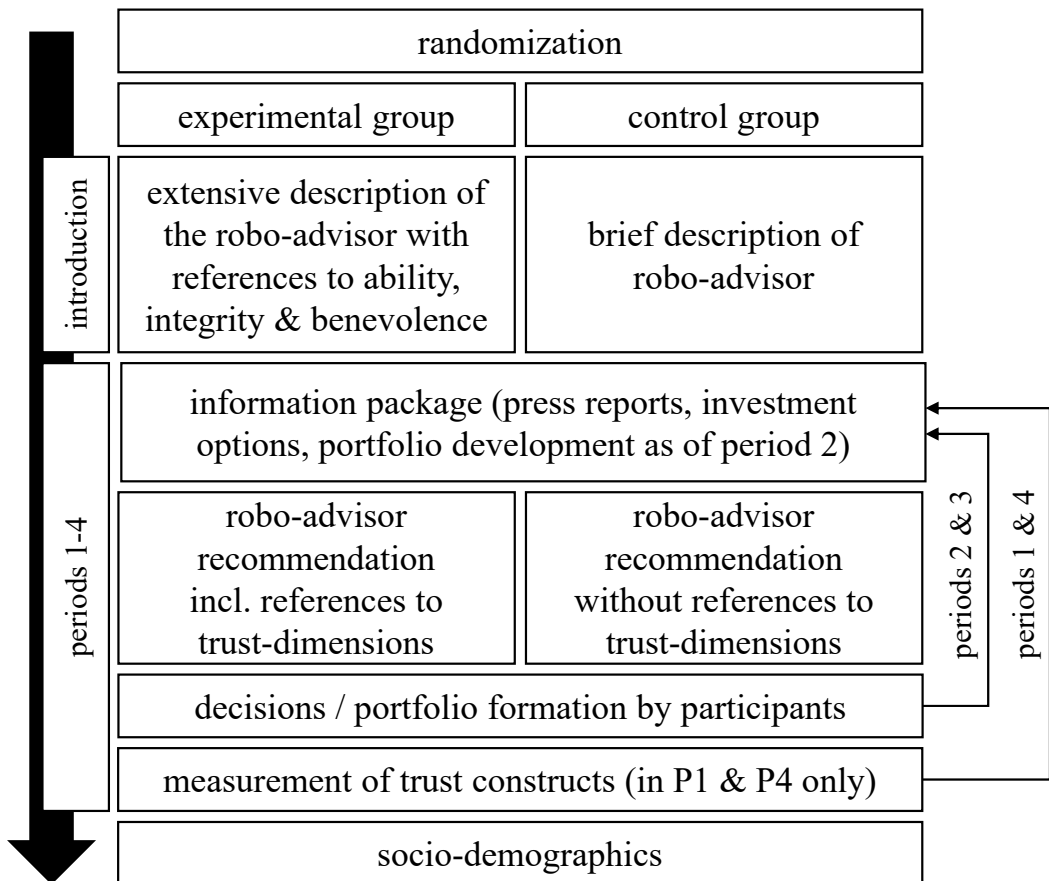 randomization
experimental group
control group
introduction
extensive description of
the robo-advisor with
references to ability,
integrity & benevolence
brief description of
robo-advisor
periods 1-4
information package (press reports, investment
options, portfolio development as of period 2)
robo-advisor
recommendation
incl. references to
trust-dimensions
robo-advisor
recommendation
without references to
trust-dimensions
periods 2 & 3
periods 1 & 4
decisions / portfolio formation by participants
measurement of trust constructs (in P1 & P4 only)
socio-demographics